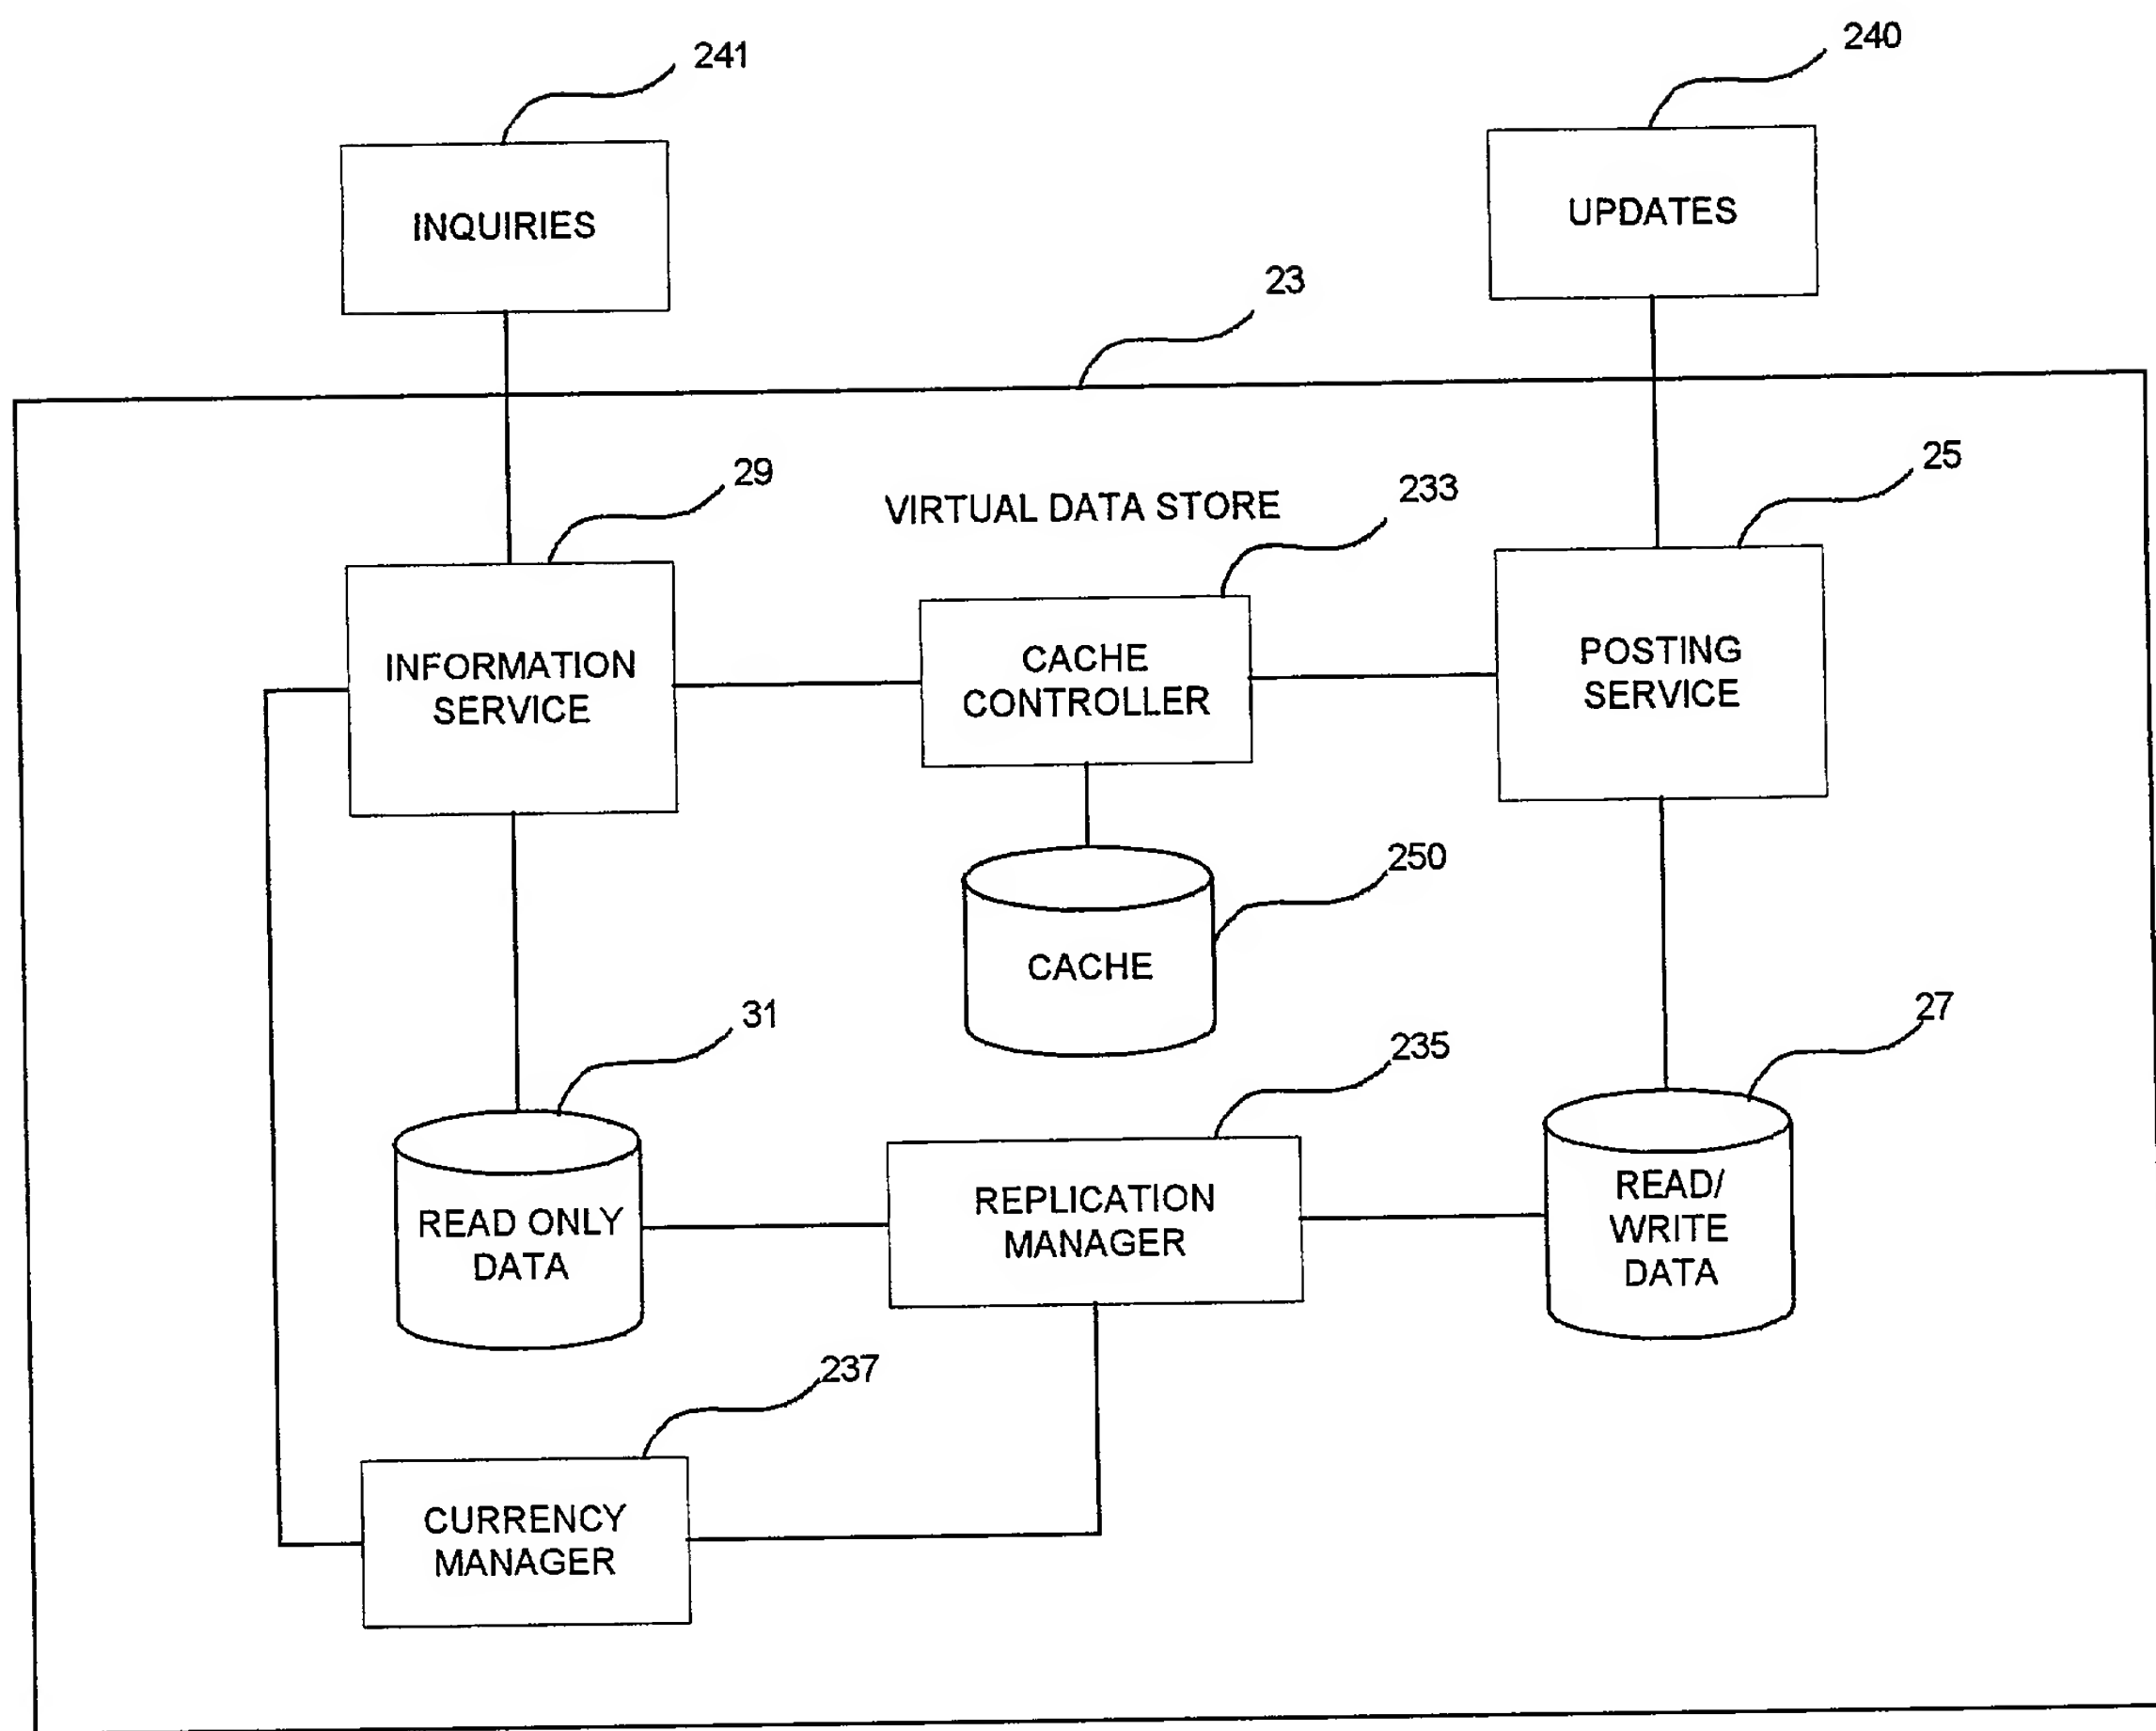 241
240
INQUIRIES
UPDATES
23
29
VIRTUAL DATA STORE
233
25
INFORMATION
SERVICE
CACHE
CONTROLLER
POSTING
SERVICE
250
CACHE
31
235
27
READ ONLY
DATA
REPLICATION
MANAGER
READ/
WRITE
DATA
237
CURRENCY
MANAGER